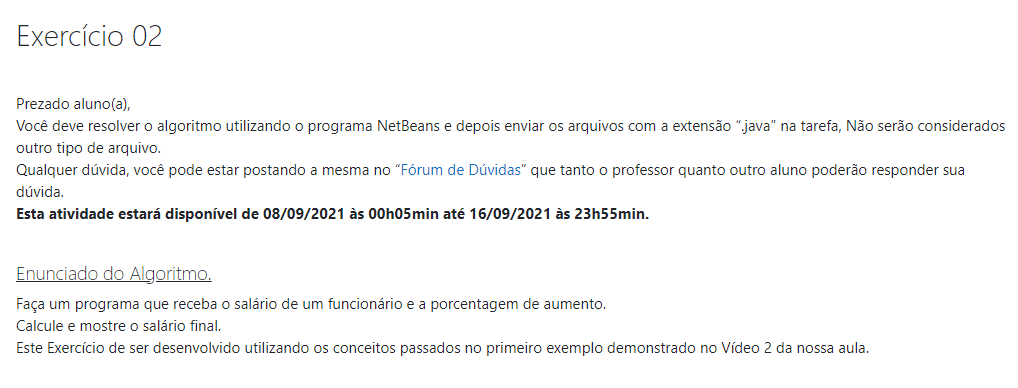 Exercício 02
Prezado aluno(a),
Você deve resolver o algoritmo utilizando o programa NetBeans e depois enviar os arquivos com a extensão “.java” na tarefa, Não serão considerados
outro tipo de arquivo.
Qualquer dúvida, você pode estar postando a mesma no “Fórum de Dúvidas” que tanto o professor quanto outro aluno poderão responder sua
dúvida.
Esta atividade estará disponível de 08/09/2021 às 00h05min até 16/09/2021 às 23h55min.
Enunciado do Algoritmo.
Faça um programa que receba o salário de um funcionário e a porcentagem de aumento.
Calcule e mostre o salário final.
Este Exercício de ser desenvolvido utilizando os conceitos passados no primeiro exemplo demonstrado no Vídeo 2 da nossa aula.